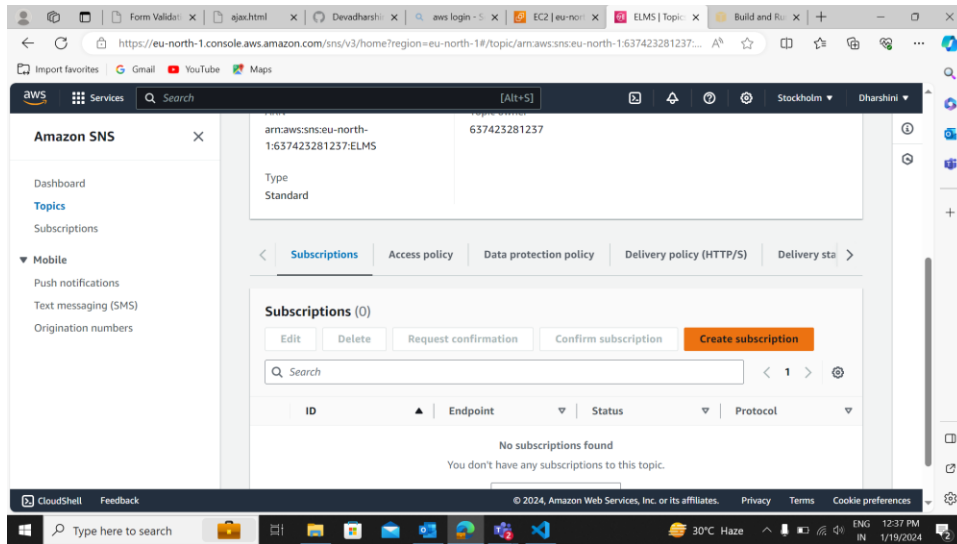 Form Validati
ajax.html
Devadharshi
aws login - S
EC2 | eu-nort
ELMS | Topic
Build and Ru
https://eu-north-1.console.aws.amazon.com/sns/v3/home?region=eu-north-1#/topic/arn:aws:sns:eu-north-1:637423281237:...
Import favorites
Gmail
YouTube
Maps
aws
Services
Search
[Alt+S]
Stockholm
Dharshini
Amazon SNS
Dashboard
Topics
Subscriptions
Mobile
Push notifications
Text messaging (SMS)
Origination numbers
arn:aws:sns:eu-north-
1:637423281237:ELMS
Type
Standard
Topic owner
637423281237
Subscriptions
Access policy
Data protection policy
Delivery policy (HTTP/S)
Delivery sta
Subscriptions (0)
Edit
Delete
Request confirmation
Confirm subscription
Create subscription
Search
1
ID
Endpoint
Status
Protocol
No subscriptions found
You don't have any subscriptions to this topic.
CloudShell
Feedback
© 2024, Amazon Web Services, Inc. or its affiliates.
Privacy
Terms
Cookie preferences
Type here to search
30°C Haze
ENG
IN
12:37 PM
1/19/2024
2